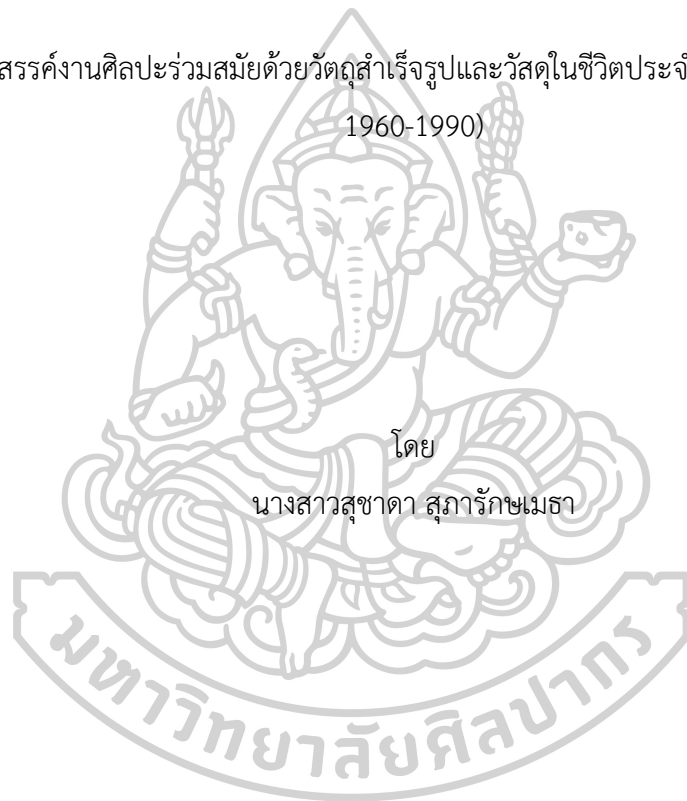 สรรค์งานศิลปะร่วมสมัยด้วยวัตถุสำเร็จรูปและวัสดุในชีวิตประจำ
1960-1990)
โดย
นางสาวสุชาดา สุภารักษเมธา
มหาวิทยาลัยศิลปากร